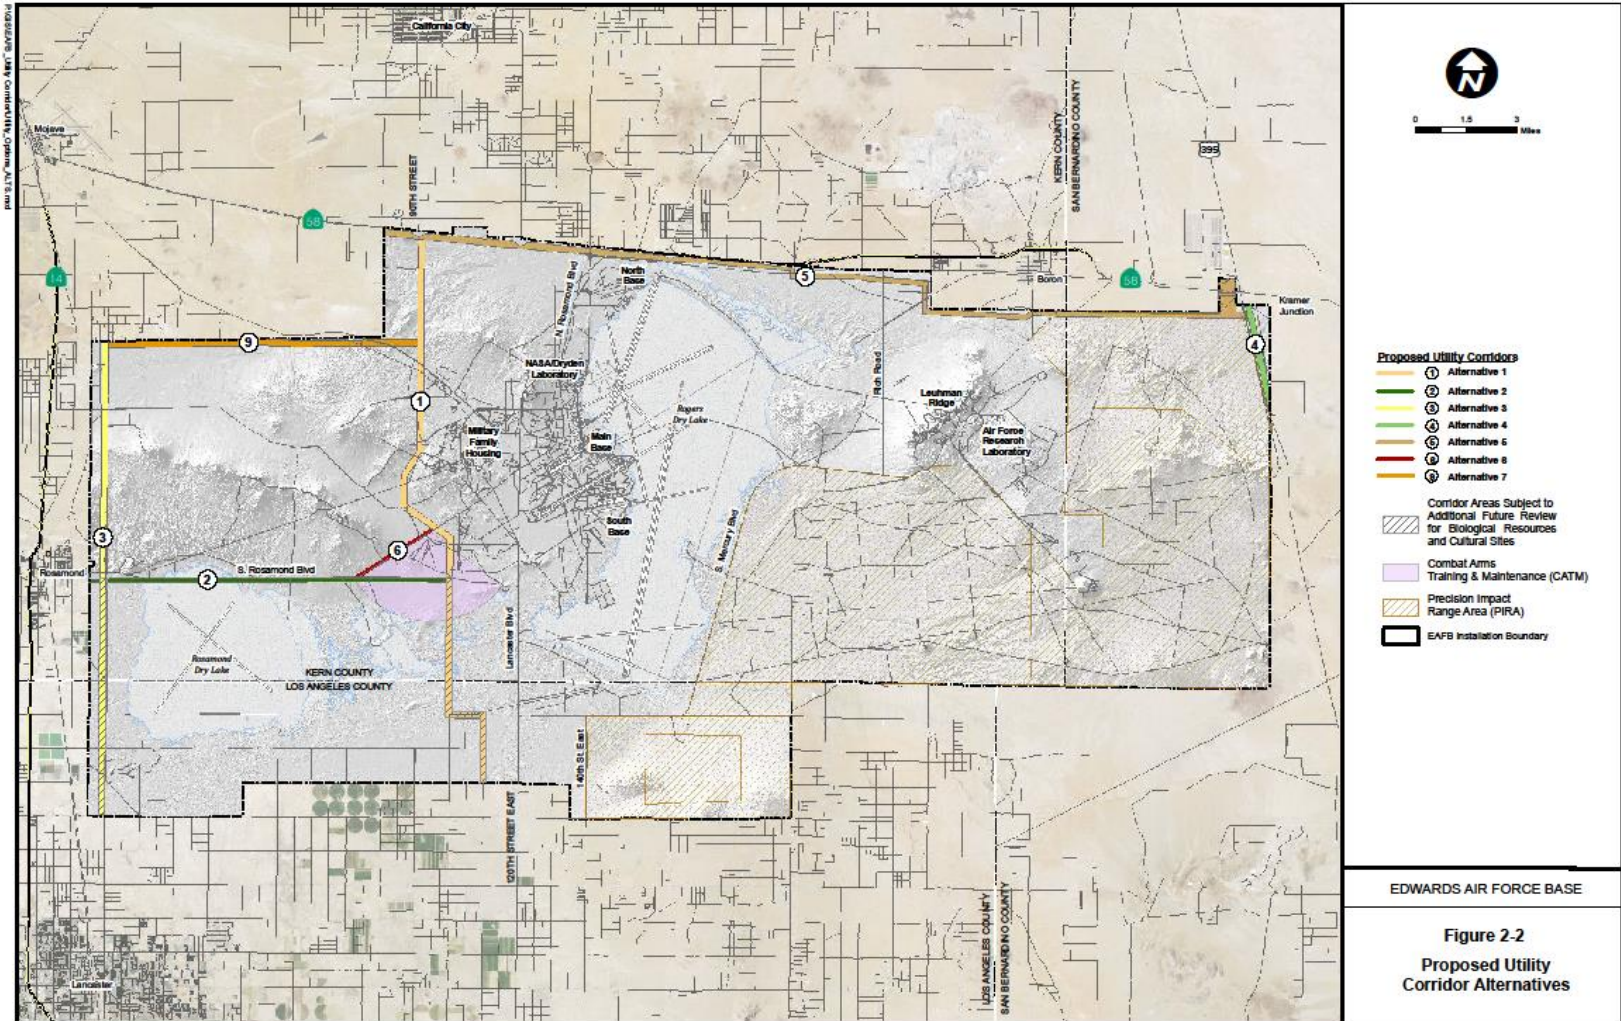 California City
Mojave
90TH STREET
58
14
KERN COUNTY
SAN BERNARDINO COUNTY
395
North
Base
N. Rosamond Blvd
5
Boron
58
Kramer
Junction
9
4
NASA/Dryden
Laboratory
1
Rogers
Dry Lake
Rich Road
Leuhman
Ridge
Military
Family
Housing
Main
Base
Air Force
Research
Laboratory
South
Base
S. Mercury Blvd
3
6
Rosamond
2
S. Rosamond Blvd
Lancaster Blvd
Rosamond
Dry Lake
KERN COUNTY
LOS ANGELES COUNTY
140th St. East
120TH STREET EAST
LOS ANGELES COUNTY
SAN BERNARDINO COUNTY
Lancaster
N
0 1.5 3
Miles
Proposed Utility Corridors
1 Alternative 1
2 Alternative 2
3 Alternative 3
4 Alternative 4
5 Alternative 5
6 Alternative 6
9 Alternative 7
Corridor Areas Subject to
Additional Future Review
for Biological Resources
and Cultural Sites
Combat Arms
Training & Maintenance (CATM)
Precision Impact
Range Area (PIRA)
EAFB Installation Boundary
EDWARDS AIR FORCE BASE
Figure 2-2
Proposed Utility
Corridor Alternatives